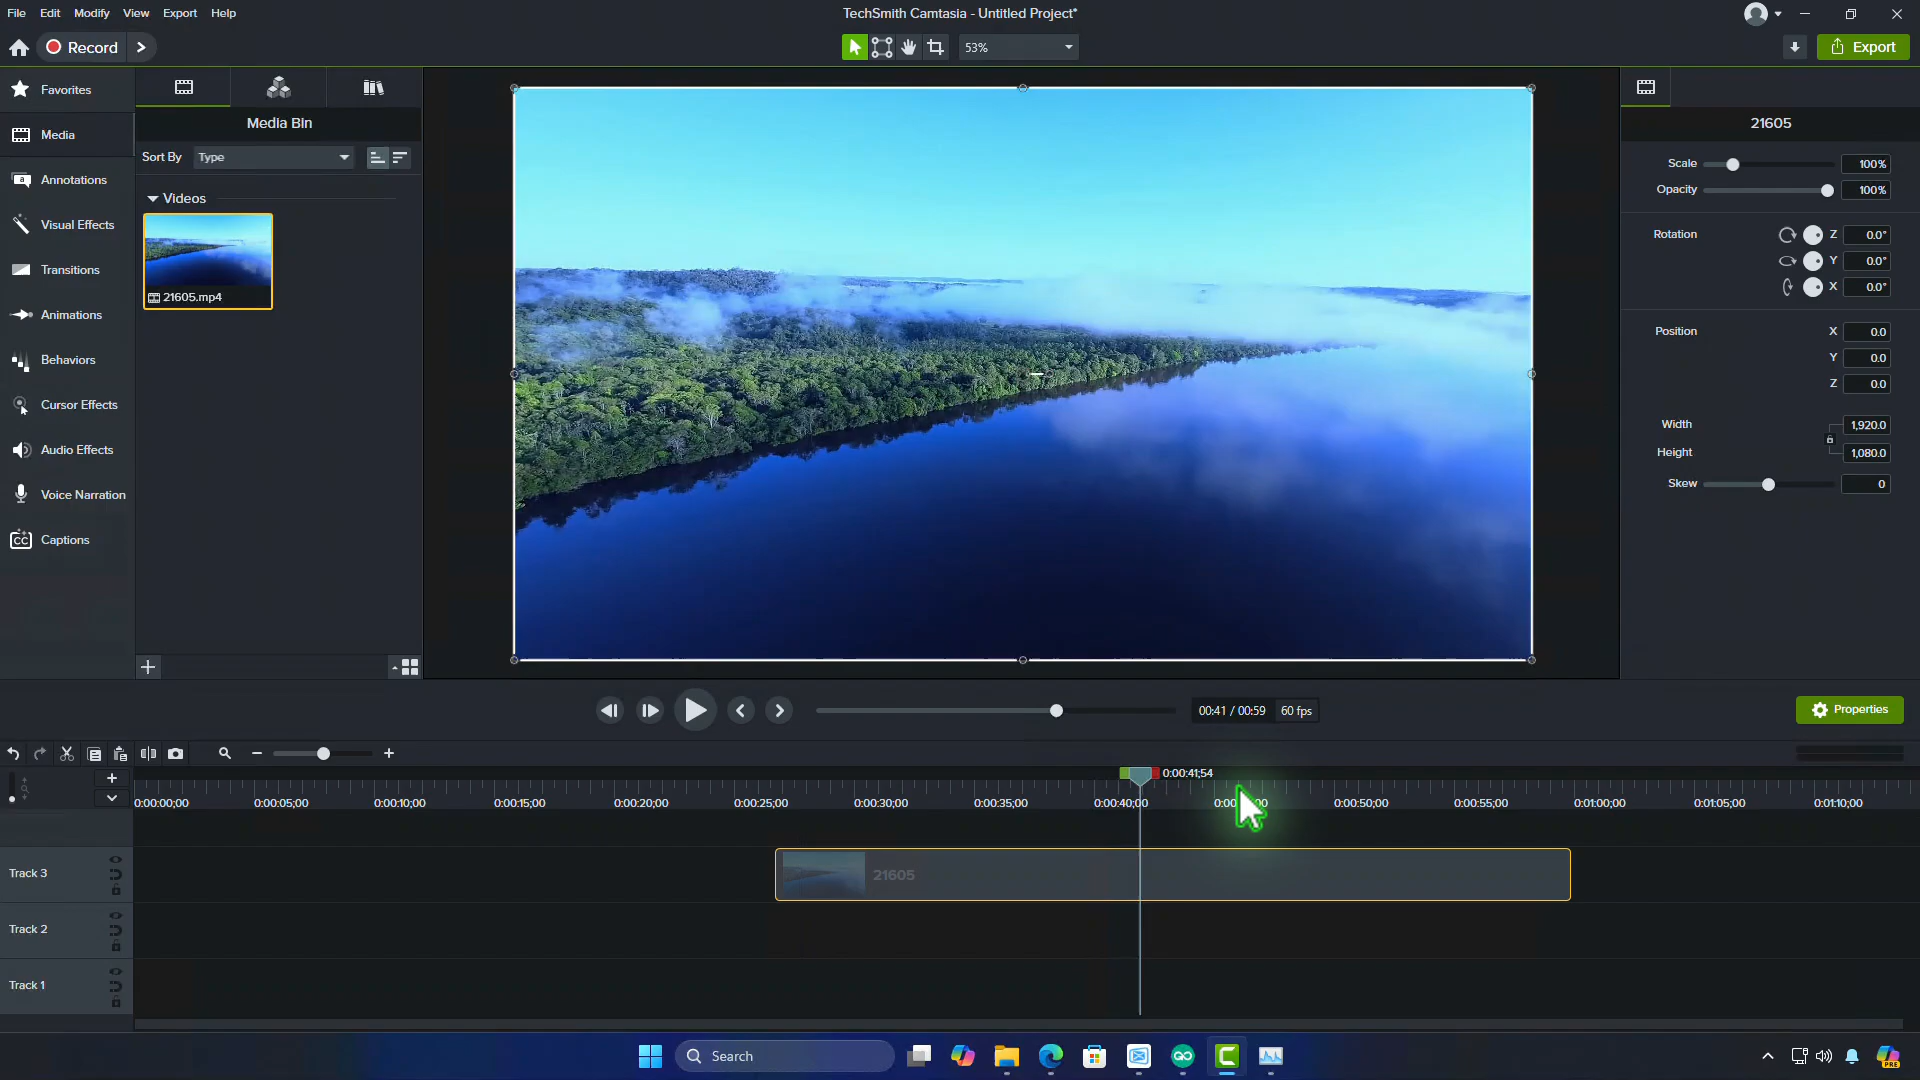 File Edit Modify View Export Help
TechSmith Camtasia - Untitled Project*
Record
53%
Export
Favorites
Media
Annotations
Visual Effects
Transitions
Animations
Behaviors
Cursor Effects
Audio Effects
Voice Narration
Captions
Media Bin
Sort By Type
Videos
21605.mp4
21605
Scale 100%
Opacity 100%
Rotation Z 0.0°
Y 0.0°
X 0.0°
Position X 0.0
Y 0.0
Z 0.0
Width 1,920.0
Height 1,080.0
Skew 0
00:41 / 00:59 60 fps
Properties
0:00:41;54
0:00:00;00 0:00:05;00 0:00:10;00 0:00:15;00 0:00:20;00 0:00:25;00 0:00:30;00 0:00:35;00 0:00:40;00 0:00:50;00 0:00:55;00 0:01:00;00 0:01:05;00 0:01:10;00
Track 3
21605
Track 2
Track 1
Search
PRE